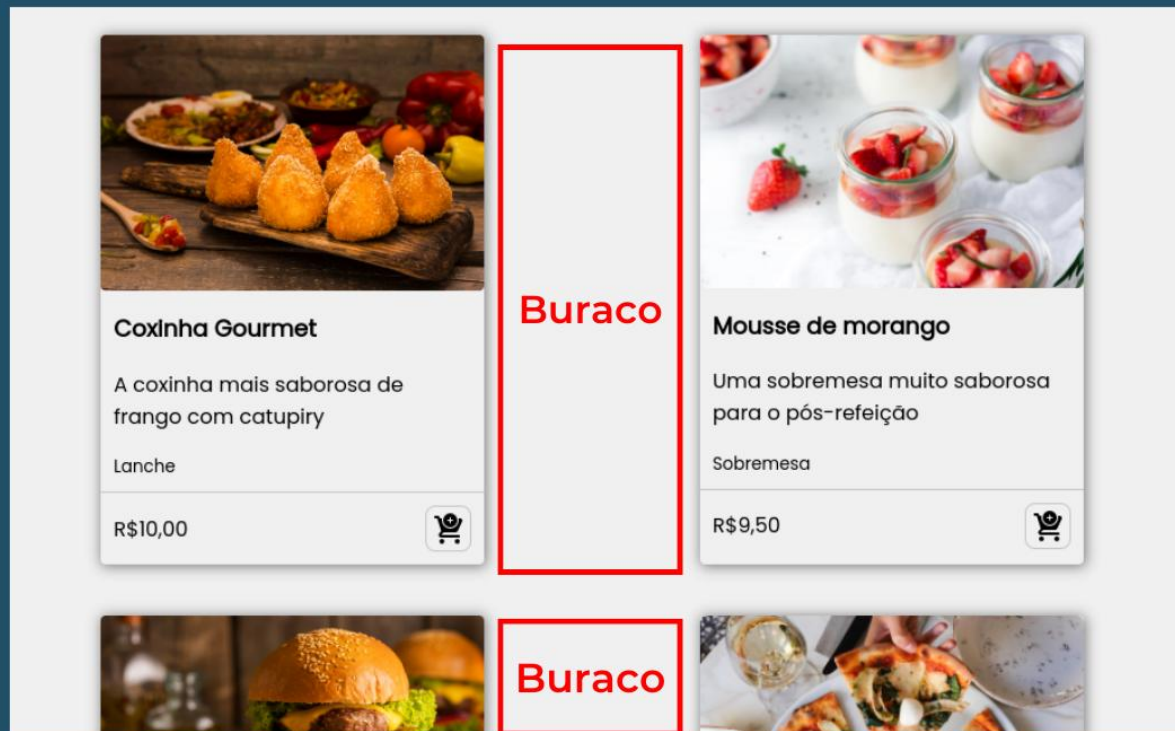 Coxinha Gourmet
A coxinha mais saborosa de
frango com catupiry
Lanche
R$10,00
Buraco
Mousse de morango
Uma sobremesa muito saborosa
para o pós-refeição
Sobremesa
R$9,50
Buraco